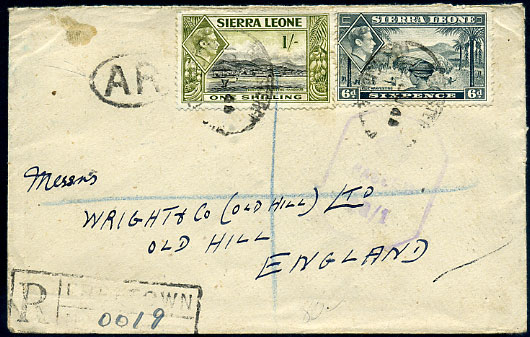 SIERRA LEONE
1/-
ONE SHILLING
SIERRA LEONE
6d SIXPENCE 6d
AR
Messrs
WRIGHT & Co (OLD HILL) LTD
OLD HILL
ENGLAND
R
FREETOWN
0019